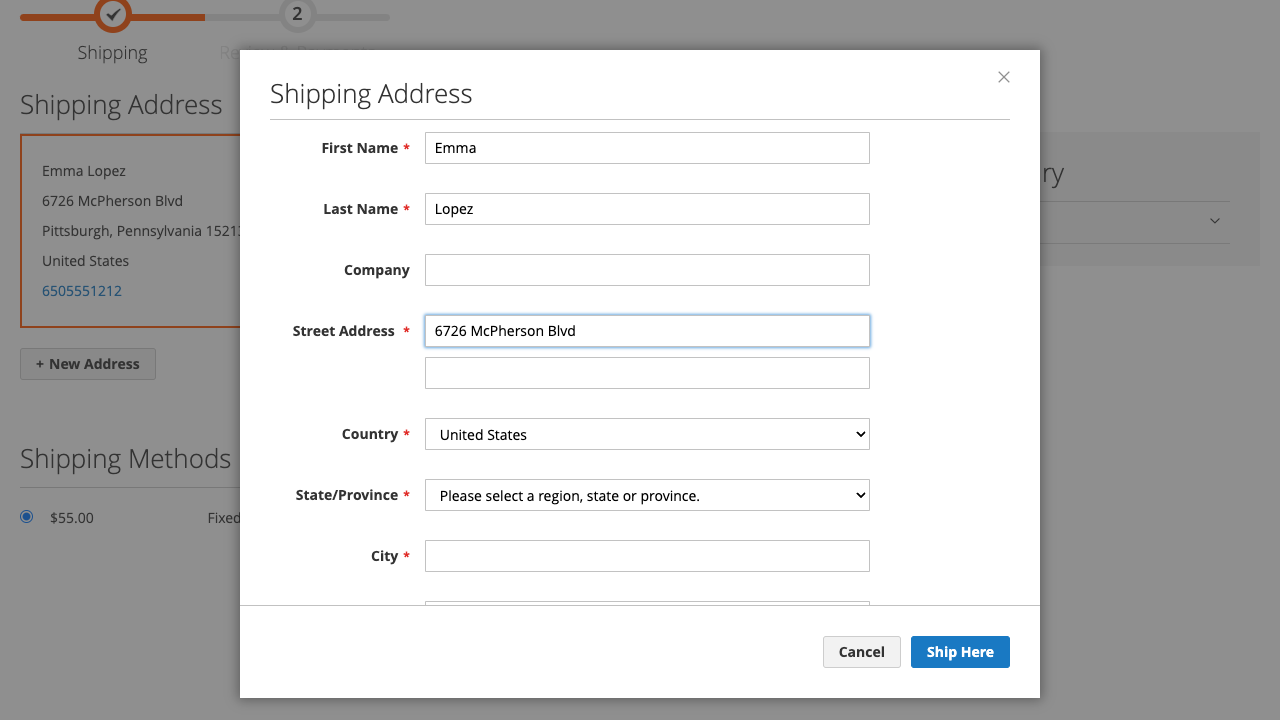 2
Shipping
Shipping Address
Emma Lopez
6726 McPherson Blvd
Pittsburgh, Pennsylvania 15213
United States
6505551212
+ New Address
Shipping Methods
$55.00 Fixed
ry
Shipping Address
First Name * Emma
Last Name * Lopez
Company
Street Address * 6726 McPherson Blvd
Country * United States
State/Province * Please select a region, state or province.
City *
Cancel Ship Here